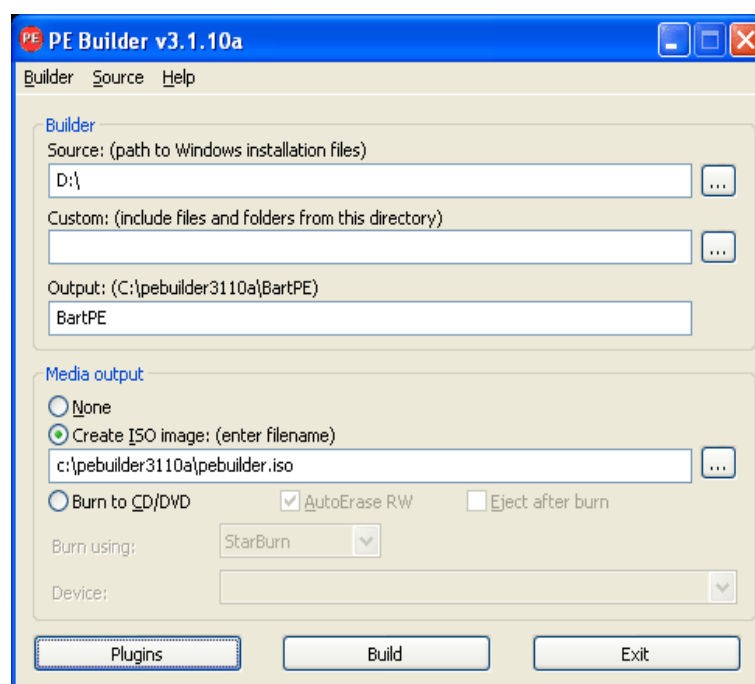 PE PE Builder v3.1.10a
Builder Source Help
Builder
Source: (path to Windows installation files)
D:\
...
Custom: (include files and folders from this directory)
...
Output: (C:\pebuilder3110a\BartPE)
BartPE
Media output
None
Create ISO image: (enter filename)
c:\pebuilder3110a\pebuilder.iso
...
Burn to CD/DVD AutoErase RW Eject after burn
Burn using: StarBurn
Device:
Plugins Build Exit